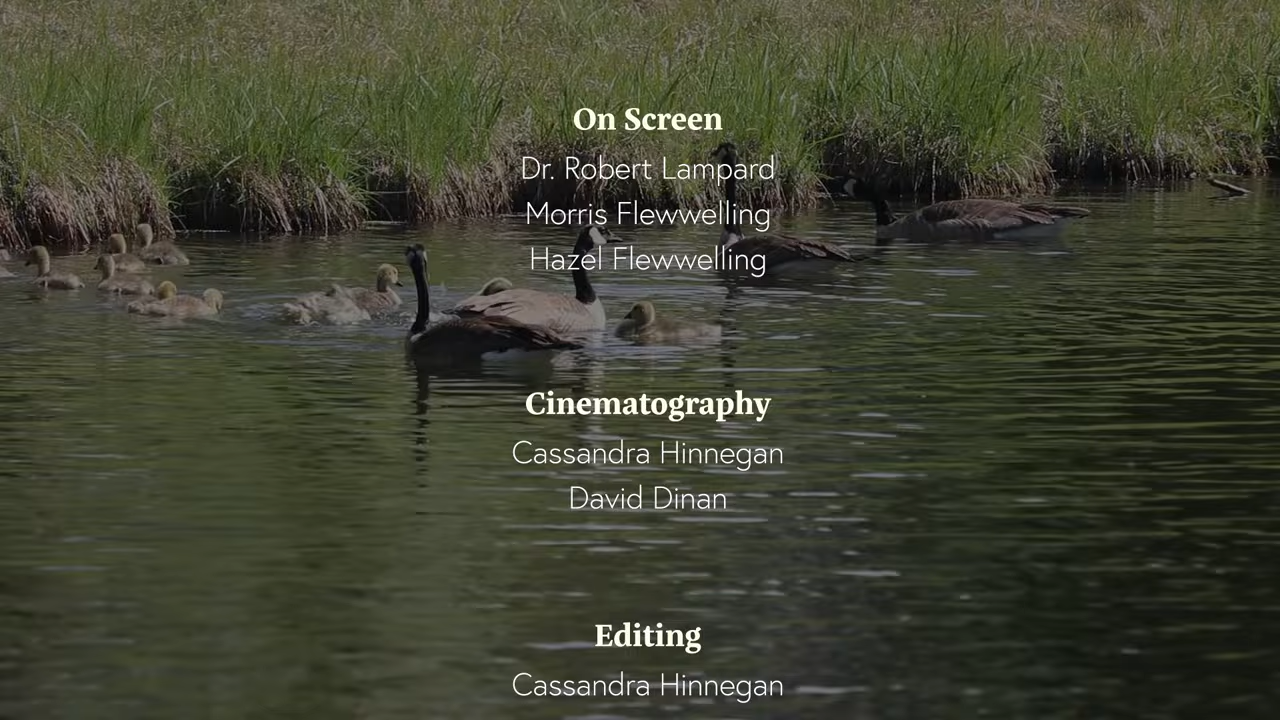 On Screen
Dr. Robert Lampard
Morris Flewwelling
Hazel Flewwelling
Cinematography
Cassandra Hinnegan
David Dinan
Editing
Cassandra Hinnegan